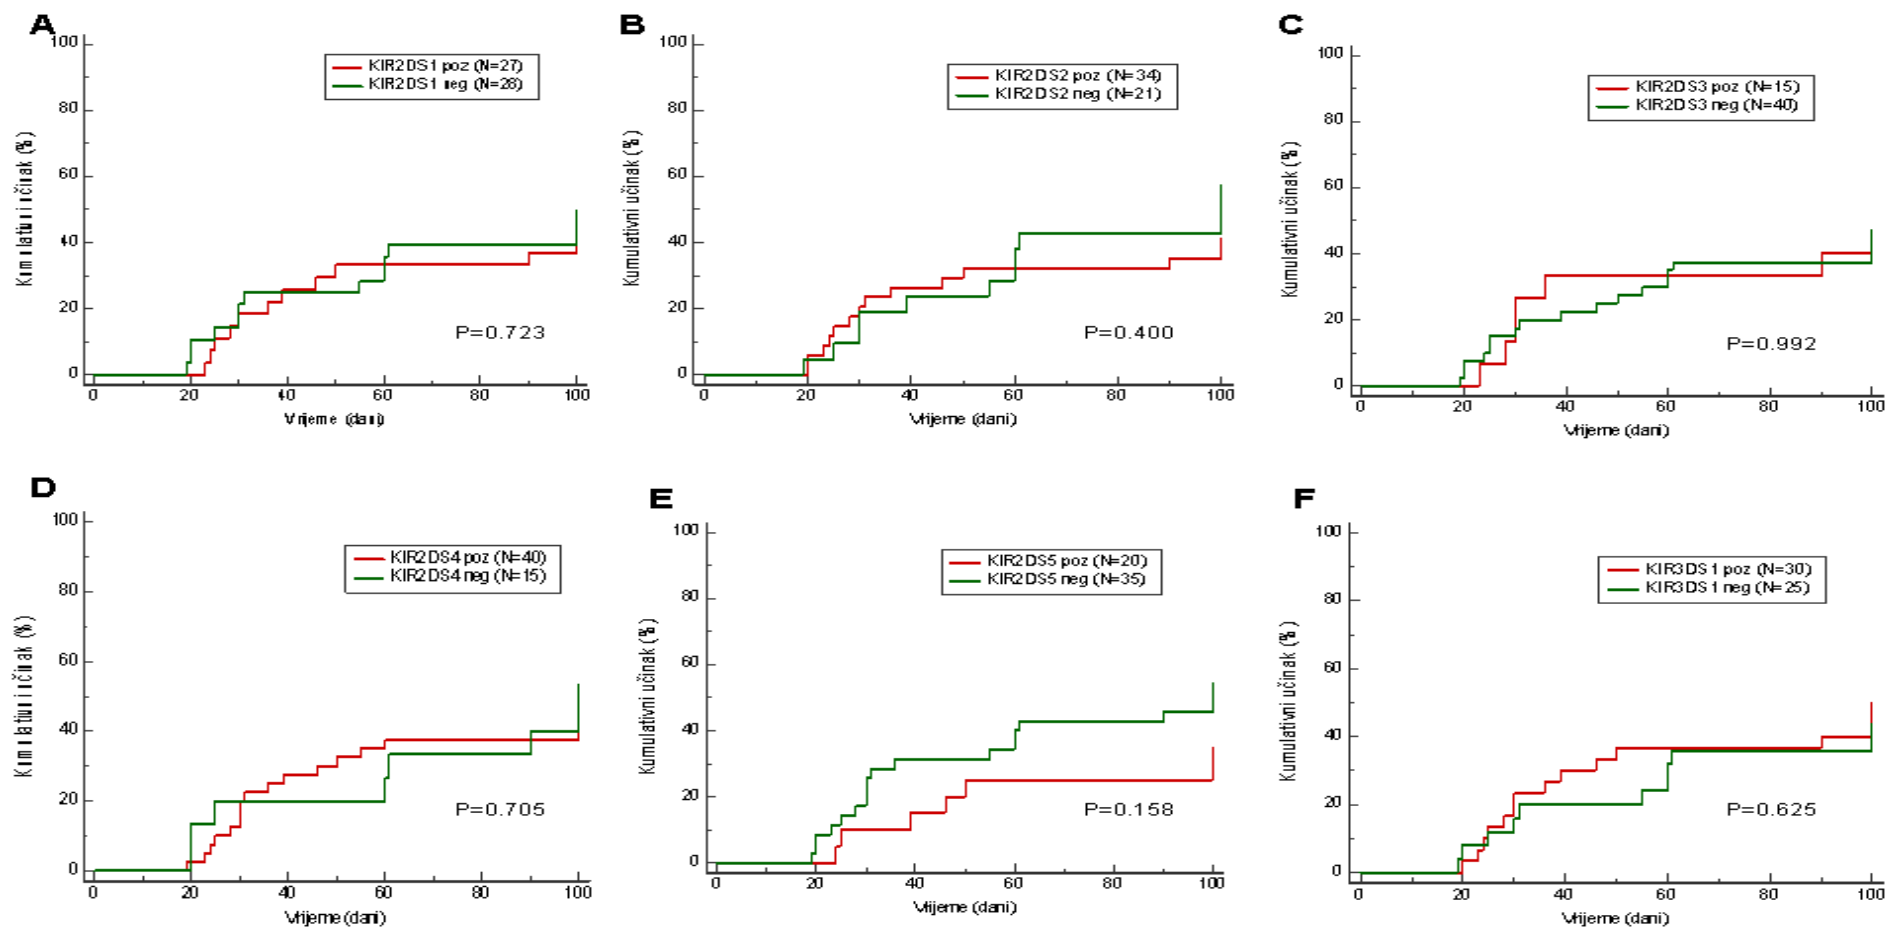 A
100
80
60
40
20
0
Kumulativni učinak (%)
KIR2DS1 poz (N=27)
KIR2DS1 neg (N=28)
P=0.723
0 20 40 60 80 100
Vrijeme (dani)
B
100
80
60
40
20
0
Kumulativni učinak (%)
KIR2DS2 poz (N=34)
KIR2DS2 neg (N=21)
P=0.400
0 20 40 60 80 100
Vrijeme (dani)
C
100
80
60
40
20
0
Kumulativni učinak (%)
KIR2DS3 poz (N=15)
KIR2DS3 neg (N=40)
P=0.992
0 20 40 60 80 100
Vrijeme (dani)
D
100
80
60
40
20
0
Kumulativni učinak (%)
KIR2DS4 poz (N=40)
KIR2DS4 neg (N=15)
P=0.705
0 20 40 60 80 100
Vrijeme (dani)
E
100
80
60
40
20
0
Kumulativni učinak (%)
KIR2DS5 poz (N=20)
KIR2DS5 neg (N=35)
P=0.158
0 20 40 60 80 100
Vrijeme (dani)
F
100
80
60
40
20
0
Kumulativni učinak (%)
KIR3DS1 poz (N=30)
KIR3DS1 neg (N=25)
P=0.625
0 20 40 60 80 100
Vrijeme (dani)